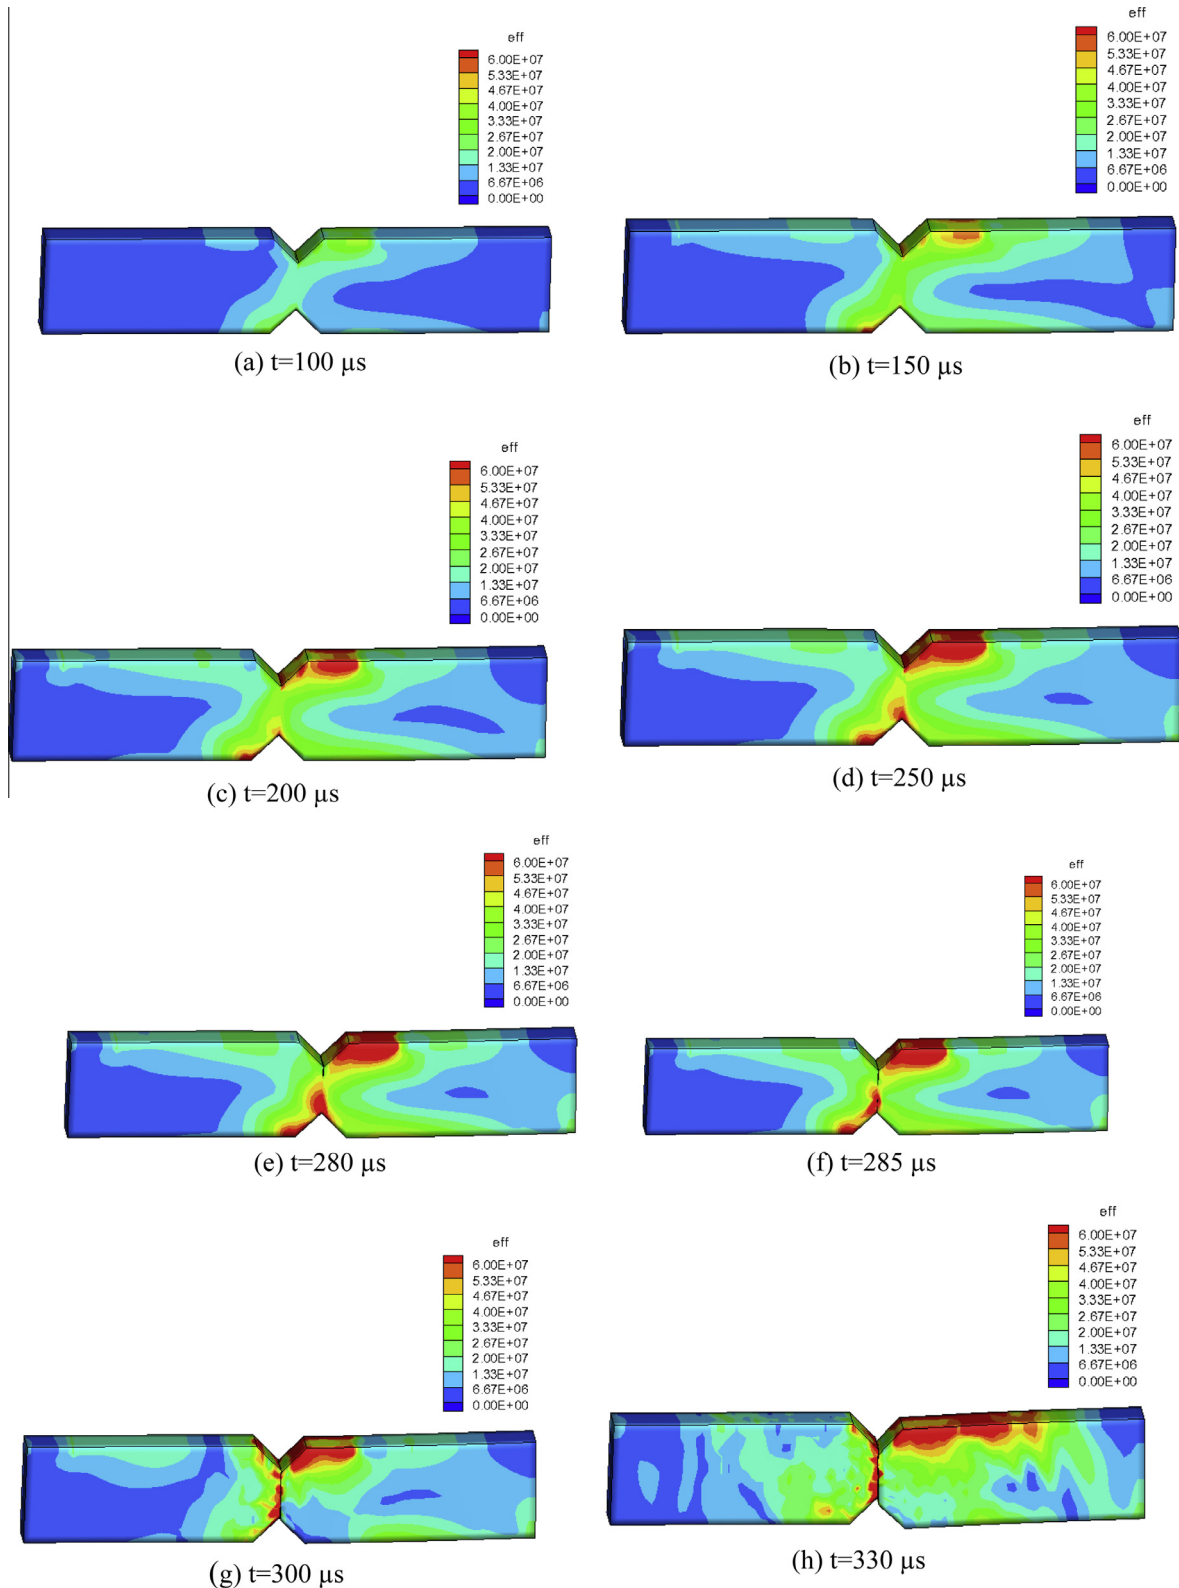 eff
6.00E+07
5.33E+07
4.67E+07
4.00E+07
3.33E+07
2.67E+07
2.00E+07
1.33E+07
6.67E+06
0.00E+00
(a) t=100 µs
eff
6.00E+07
5.33E+07
4.67E+07
4.00E+07
3.33E+07
2.67E+07
2.00E+07
1.33E+07
6.67E+06
0.00E+00
(b) t=150 µs
eff
6.00E+07
5.33E+07
4.67E+07
4.00E+07
3.33E+07
2.67E+07
2.00E+07
1.33E+07
6.67E+06
0.00E+00
(c) t=200 µs
eff
6.00E+07
5.33E+07
4.67E+07
4.00E+07
3.33E+07
2.67E+07
2.00E+07
1.33E+07
6.67E+06
0.00E+00
(d) t=250 µs
eff
6.00E+07
5.33E+07
4.67E+07
4.00E+07
3.33E+07
2.67E+07
2.00E+07
1.33E+07
6.67E+06
0.00E+00
(e) t=280 µs
eff
6.00E+07
5.33E+07
4.67E+07
4.00E+07
3.33E+07
2.67E+07
2.00E+07
1.33E+07
6.67E+06
0.00E+00
(f) t=285 µs
eff
6.00E+07
5.33E+07
4.67E+07
4.00E+07
3.33E+07
2.67E+07
2.00E+07
1.33E+07
6.67E+06
0.00E+00
(g) t=300 µs
eff
6.00E+07
5.33E+07
4.67E+07
4.00E+07
3.33E+07
2.67E+07
2.00E+07
1.33E+07
6.67E+06
0.00E+00
(h) t=330 µs